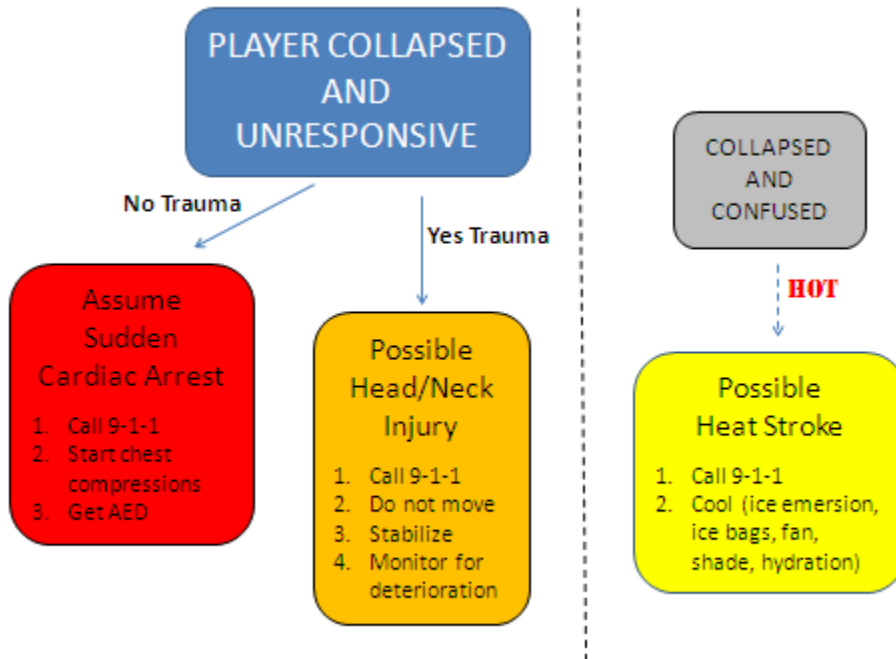 PLAYER COLLAPSED
AND
UNRESPONSIVE
No Trauma
Yes Trauma
Assume
Sudden
Cardiac Arrest
1. Call 9-1-1
2. Start chest
compressions
3. Get AED
Possible
Head/Neck
Injury
1. Call 9-1-1
2. Do not move
3. Stabilize
4. Monitor for
deterioration
COLLAPSED
AND
CONFUSED
HOT
Possible
Heat Stroke
1. Call 9-1-1
2. Cool (ice emersion,
ice bags, fan,
shade, hydration)